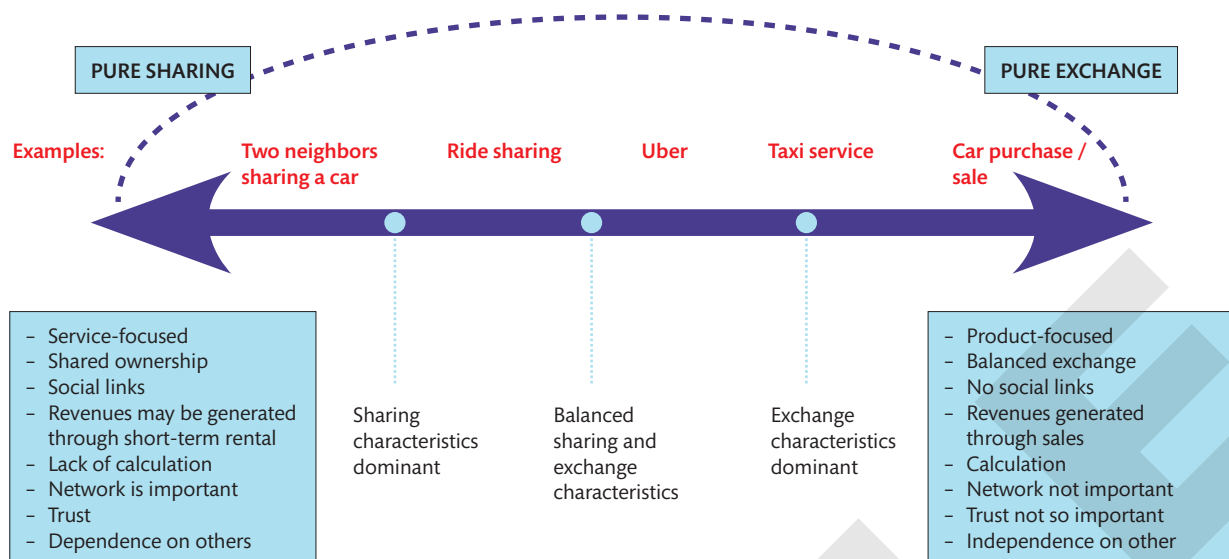 PURE SHARING
PURE EXCHANGE
Examples:
Two neighbors
sharing a car
Ride sharing
Uber
Taxi service
Car purchase /
sale
– Service-focused
– Shared ownership
– Social links
– Revenues may be generated
through short-term rental
– Lack of calculation
– Network is important
– Trust
– Dependence on others
Sharing
characteristics
dominant
Balanced
sharing and
exchange
characteristics
Exchange
characteristics
dominant
– Product-focused
– Balanced exchange
– No social links
– Revenues generated
through sales
– Calculation
– Network not important
– Trust not so important
– Independence on other